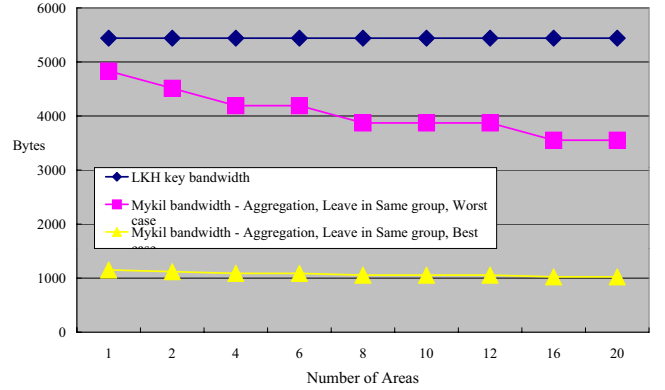 6000
5000
4000
Bytes
3000
2000
1000
0
LKH key bandwidth
Mykil bandwidth - Aggregation, Leave in Same group, Worst
case
Mykil bandwidth - Aggregation, Leave in Same group, Best
case
1 2 4 6 8 10 12 16 20
Number of Areas